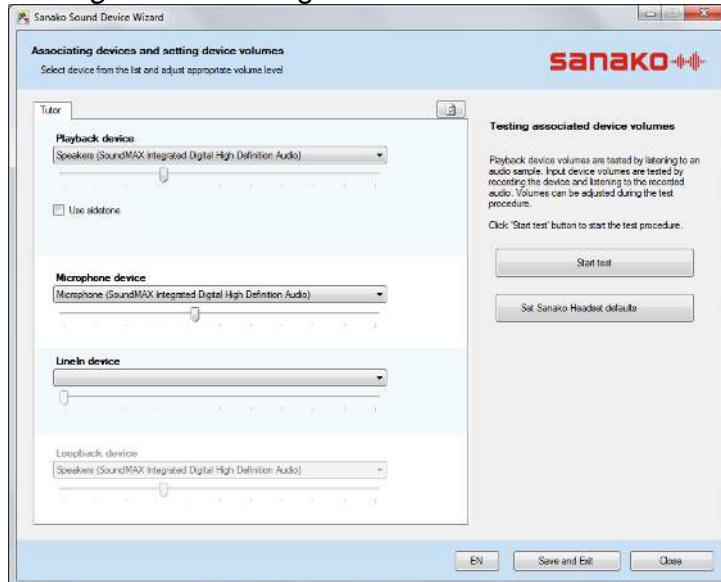 Sanako Sound Device Wizard
Associating devices and setting device volumes
Select device from the list and adjust appropriate volume level
sanako
Tutor
Playback device
Speakers (SoundMAX Integrated Digital High Definition Audio)
Use sidetone
Microphone device
Microphone (SoundMAX Integrated Digital High Definition Audio)
LineIn device
Loopback device
Speakers (SoundMAX Integrated Digital High Definition Audio)
Testing associated device volumes
Playback device volumes are tested by listening to an
audio sample. Input device volumes are tested by
recording the device and listening to the recorded
audio. Volumes can be adjusted during the test
procedure.
Click 'Start test' button to start the test procedure.
Start test
Set Sanako Headset defaults
EN
Save and Exit
Close